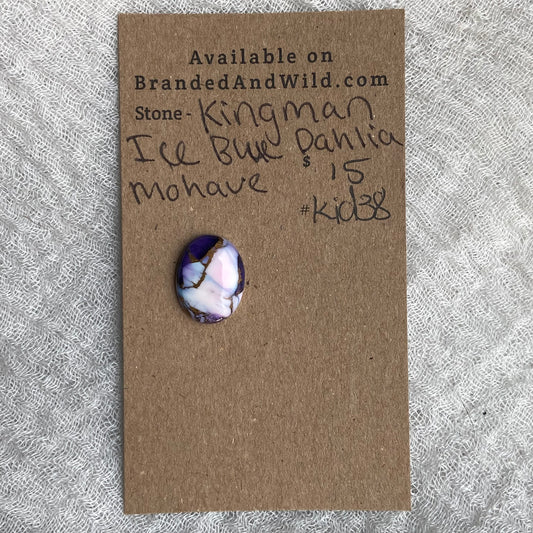 Available on
BrandedAndWild.com
Stone - Kingman
Ice Blue Dahlia
Mohave $ 15
#Kid38